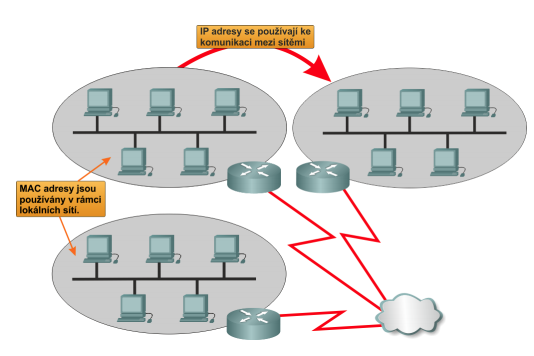 IP adresy se používají ke
komunikaci mezi sítěmi
MAC adresy jsou
používány v rámci
lokálních sítí.